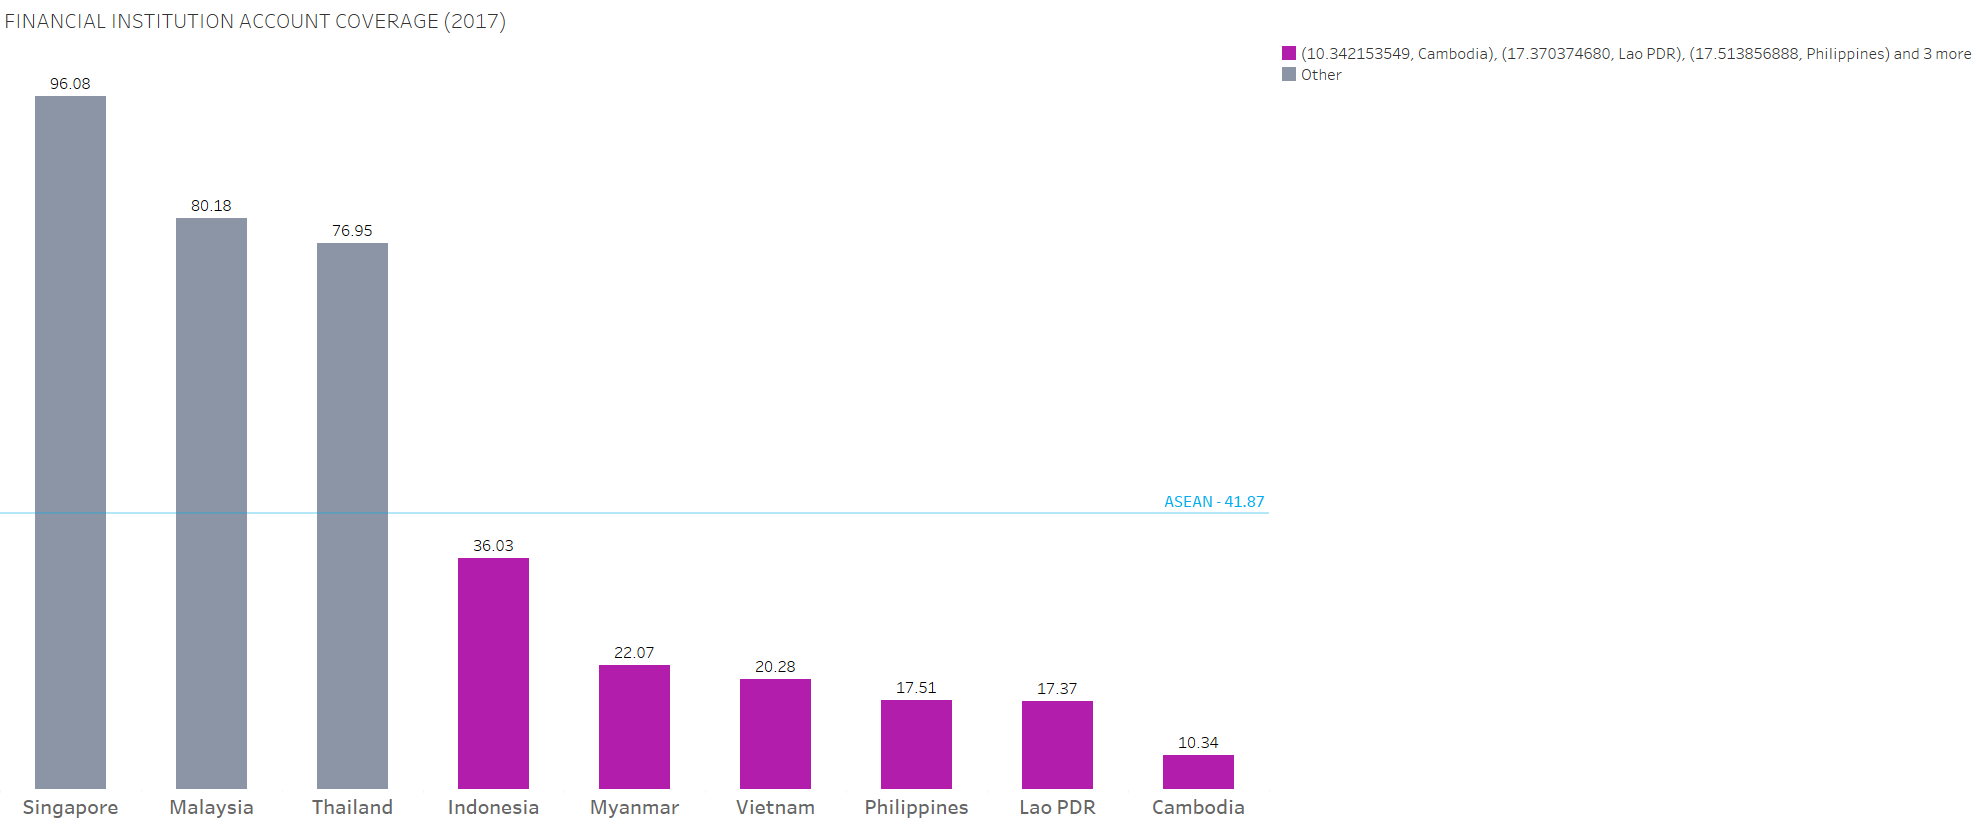 FINANCIAL INSTITUTION ACCOUNT COVERAGE (2017)
(10.342153549, Cambodia), (17.370374680, Lao PDR), (17.513856888, Philippines) and 3 more
Other
96.08
80.18
76.95
ASEAN - 41.87
36.03
22.07
20.28
17.51
17.37
10.34
Singapore Malaysia Thailand Indonesia Myanmar Vietnam Philippines Lao PDR Cambodia